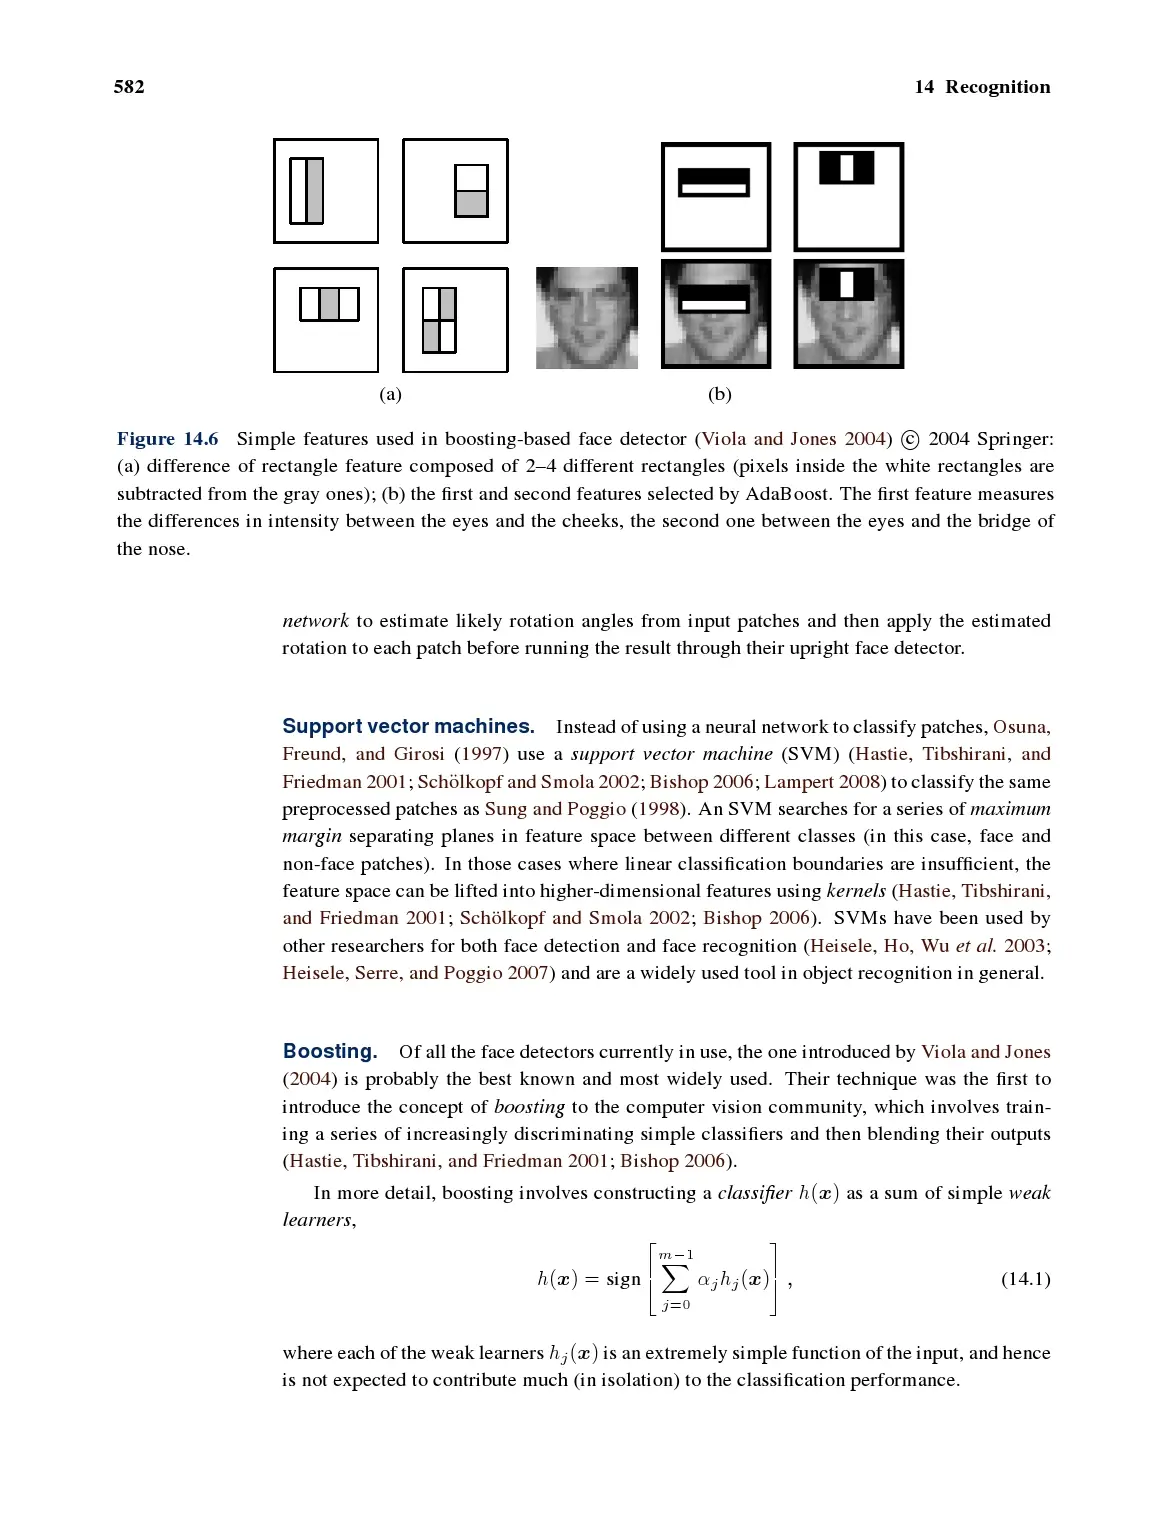 582
14 Recognition
(a)
(b)
Figure 14.6 Simple features used in boosting-based face detector (Viola and Jones 2004) © 2004 Springer:
(a) difference of rectangle feature composed of 2–4 different rectangles (pixels inside the white rectangles are
subtracted from the gray ones); (b) the first and second features selected by AdaBoost. The first feature measures
the differences in intensity between the eyes and the cheeks, the second one between the eyes and the bridge of
the nose.
network to estimate likely rotation angles from input patches and then apply the estimated
rotation to each patch before running the result through their upright face detector.
Support vector machines. Instead of using a neural network to classify patches, Osuna,
Freund, and Girosi (1997) use a support vector machine (SVM) (Hastie, Tibshirani, and
Friedman 2001; Schölkopf and Smola 2002; Bishop 2006; Lampert 2008) to classify the same
preprocessed patches as Sung and Poggio (1998). An SVM searches for a series of maximum
margin separating planes in feature space between different classes (in this case, face and
non-face patches). In those cases where linear classification boundaries are insufficient, the
feature space can be lifted into higher-dimensional features using kernels (Hastie, Tibshirani,
and Friedman 2001; Schölkopf and Smola 2002; Bishop 2006). SVMs have been used by
other researchers for both face detection and face recognition (Heisele, Ho, Wu et al. 2003;
Heisele, Serre, and Poggio 2007) and are a widely used tool in object recognition in general.
Boosting. Of all the face detectors currently in use, the one introduced by Viola and Jones
(2004) is probably the best known and most widely used. Their technique was the first to
introduce the concept of boosting to the computer vision community, which involves train-
ing a series of increasingly discriminating simple classifiers and then blending their outputs
(Hastie, Tibshirani, and Friedman 2001; Bishop 2006).
In more detail, boosting involves constructing a classifier h(x) as a sum of simple weak
learners,
h(x) = sign [ ∑_{j=0}^{m−1} α_j h_j(x) ] , (14.1)
where each of the weak learners h_j(x) is an extremely simple function of the input, and hence
is not expected to contribute much (in isolation) to the classification performance.